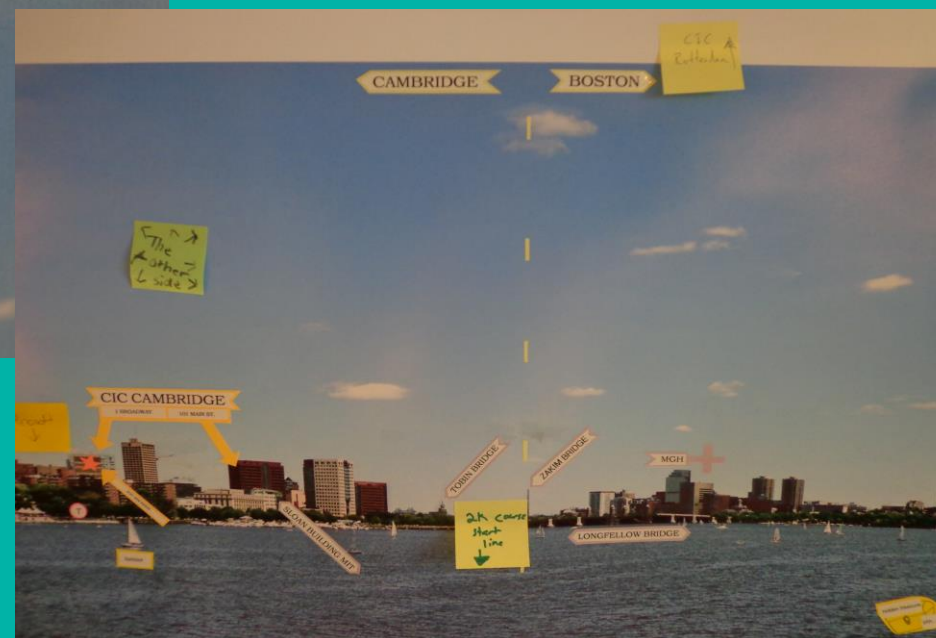 CAMBRIDGE
BOSTON
CIC
The
other
side
CIC CAMBRIDGE
1 BROADWAY
101 MAIN ST.
TOBIN BRIDGE
ZAKIM BRIDGE
MGH
T
SLOAN BUILDING MIT
2K course
start
line
LONGFELLOW BRIDGE